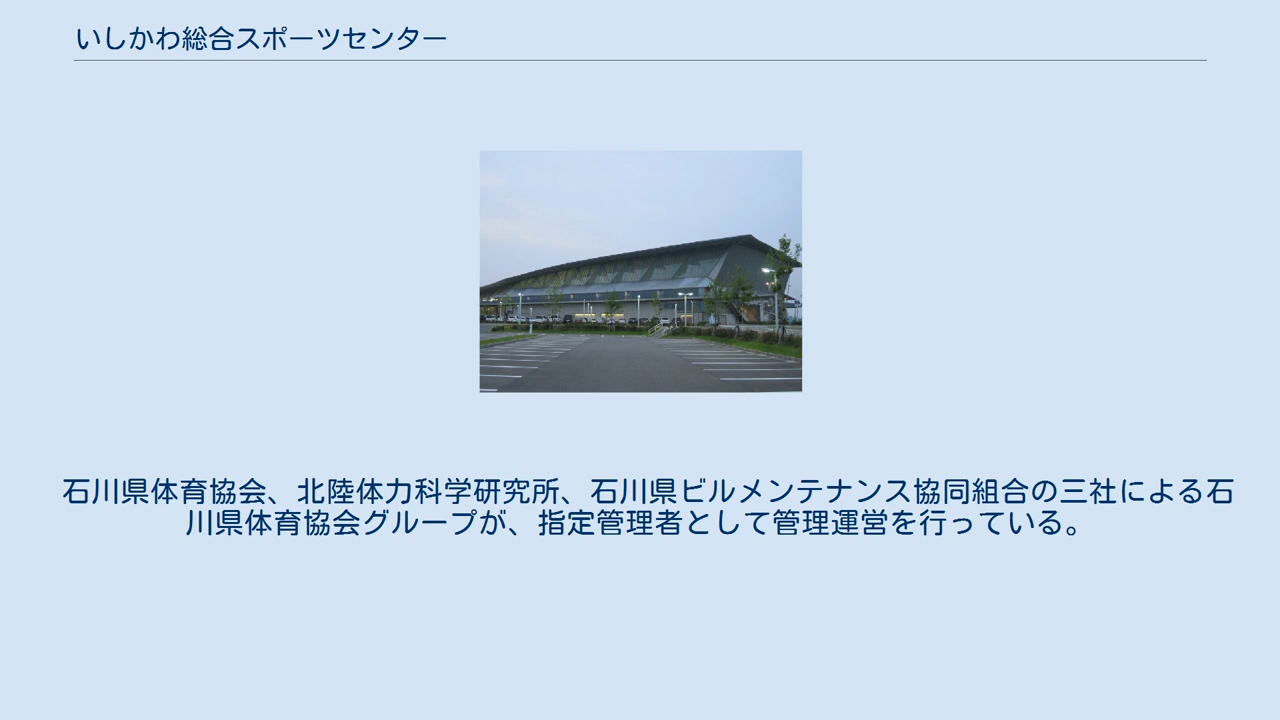 いしかわ総合スポーツセンター
石川県体育協会、北陸体力科学研究所、石川県ビルメンテナンス協同組合の三社による石
川県体育協会グループが、指定管理者として管理運営を行っている。